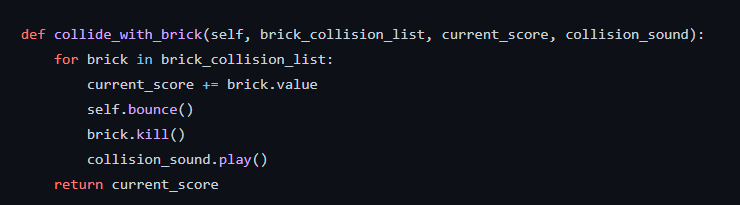 def collide_with_brick(self, brick_collision_list, current_score, collision_sound):
    for brick in brick_collision_list:
        current_score += brick.value
        self.bounce()
        brick.kill()
        collision_sound.play()
    return current_score